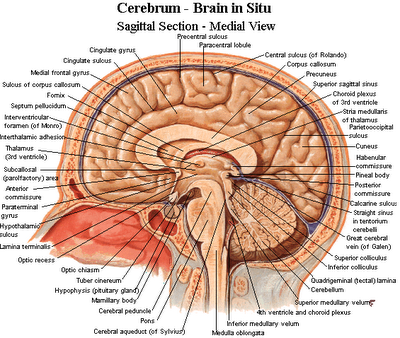 Cerebrum - Brain in Situ
Sagittal Section - Medial View
Precentral sulcus
Paracentral lobule
Cingulate gyrus
Cingulate sulcus
Medial frontal gyrus
Sulcus of corpus callosum
Fornix
Septum pellucidum
Interventricular
foramen (of Monro)
Interthalamic adhesion
Thalamus
(3rd ventricle)
Subcallosal
(parolfactory) area
Anterior
commissure
Paraterminal
gyrus
Hypothalamic
sulcus
Lamina terminalis
Optic recess
Optic chiasm
Tuber cinereum
Hypophysis (pituitary gland)
Mamillary body
Cerebral peduncle
Pons
Cerebral aqueduct (of Sylvius)
Central sulcus (of Rolando)
Corpus callosum
Precuneus
Superior sagittal sinus
Choroid plexus
of 3rd ventricle
Stria medullaris
of thalamus
Parietooccipital
sulcus
Cuneus
Habenular
commissure
Pineal body
Posterior
commissure
Calcarine sulcus
Straight sinus
in tentorium
cerebelli
Great cerebral
vein (of Galen)
Superior colliculus
Inferior colliculus
Quadrigeminal (tectal) lamina
Cerebellum
Superior medullary velum
4th ventricle and choroid plexus
Inferior medullary velum
Medulla oblongata